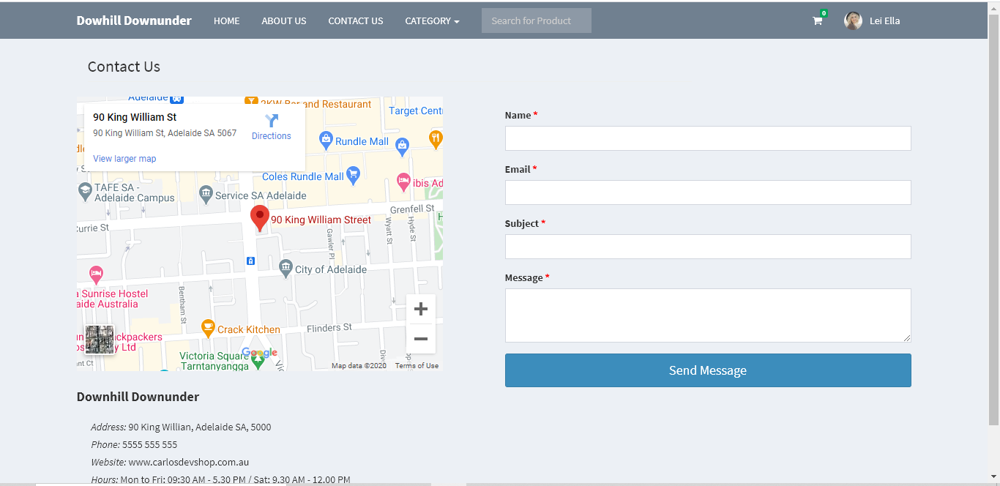 Dowhill Downunder HOME ABOUT US CONTACT US CATEGORY Search for Product 0 Lei Ella
Contact Us
Adelaide
2KW Bar and Restaurant
90 King William St
90 King William St, Adelaide SA 5067
Directions
View larger map
Target Cent
Rundle Mall
Coles Rundle Mall
ibis Ad
TAFE SA -
Adelaide Campus
Service SA Adelaide
Grenfell St
90 King William Street
Currie St
Gawler Pl
Wyatt St
Hyde St
City of Adelaide
Sunrise Hostel
aide Australia
Bentham St
Crack Kitchen
Flinders St
ackpackers
y Ltd
Victoria Square
Tarntanyangga
Google
Map data ©2020 Terms of Use
Name *
Email *
Subject *
Message *
Send Message
Downhill Downunder
Address: 90 King Willian, Adelaide SA, 5000
Phone: 5555 555 555
Website: www.carlosdevshop.com.au
Hours: Mon to Fri: 09:30 AM - 5.30 PM / Sat: 9.30 AM - 12.00 PM